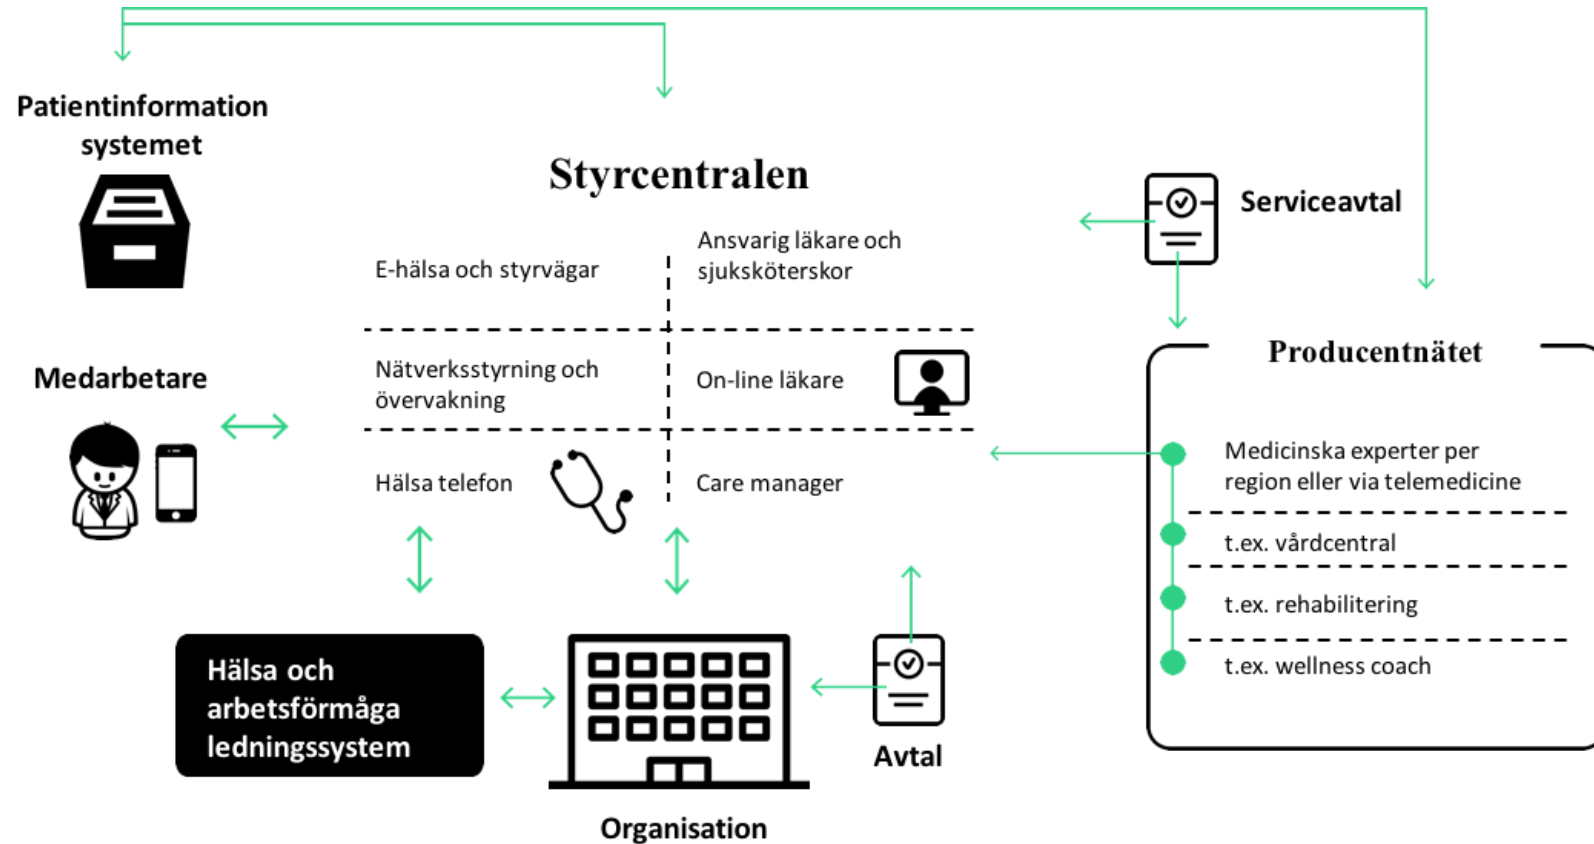 Patientinformation
systemet
Styrcentralen
Serviceavtal
E-hälsa och styrvägar
Ansvarig läkare och
sjuksköterskor
Producentnätet
Medarbetare
Nätverksstyrning och
övervakning
On-line läkare
Hälsa telefon
Care manager
Medicinska experter per
region eller via telemedicine
t.ex. vårdcentral
t.ex. rehabilitering
t.ex. wellness coach
Hälsa och
arbetsförmåga
ledningssystem
Avtal
Organisation